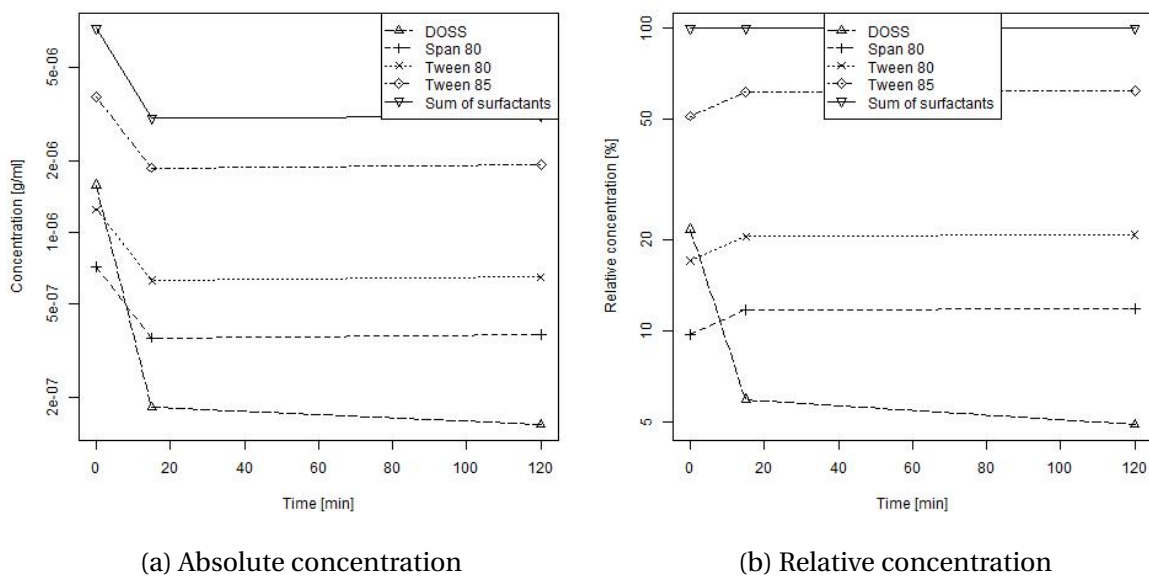 DOSS
Span 80
Tween 80
Tween 85
Sum of surfactants
5e-06
2e-06
1e-06
5e-07
2e-07
Concentration [g/ml]
0 20 40 60 80 100 120
Time [min]
(a) Absolute concentration
DOSS
Span 80
Tween 80
Tween 85
Sum of surfactants
100
50
20
10
5
Relative concentration [%]
0 20 40 60 80 100 120
Time [min]
(b) Relative concentration